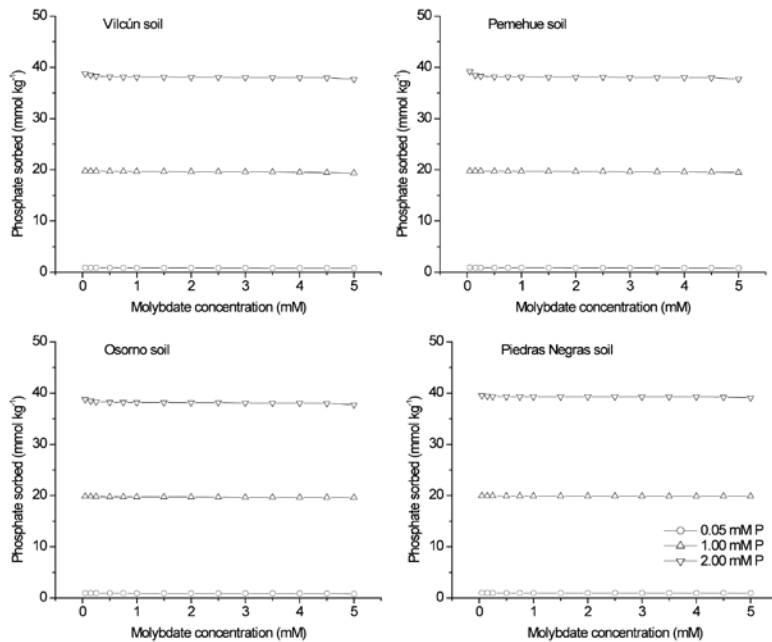 Vilcún soil
Phosphate sorbed (mmol kg⁻¹)
50
40
30
20
10
0
0 1 2 3 4 5
Molybdate concentration (mM)
Pemehue soil
Phosphate sorbed (mmol kg⁻¹)
50
40
30
20
10
0
0 1 2 3 4 5
Molybdate concentration (mM)
Osorno soil
Phosphate sorbed (mmol kg⁻¹)
50
40
30
20
10
0
0 1 2 3 4 5
Molybdate concentration (mM)
Piedras Negras soil
Phosphate sorbed (mmol kg⁻¹)
50
40
30
20
10
0
0 1 2 3 4 5
Molybdate concentration (mM)
0.05 mM P
1.00 mM P
2.00 mM P